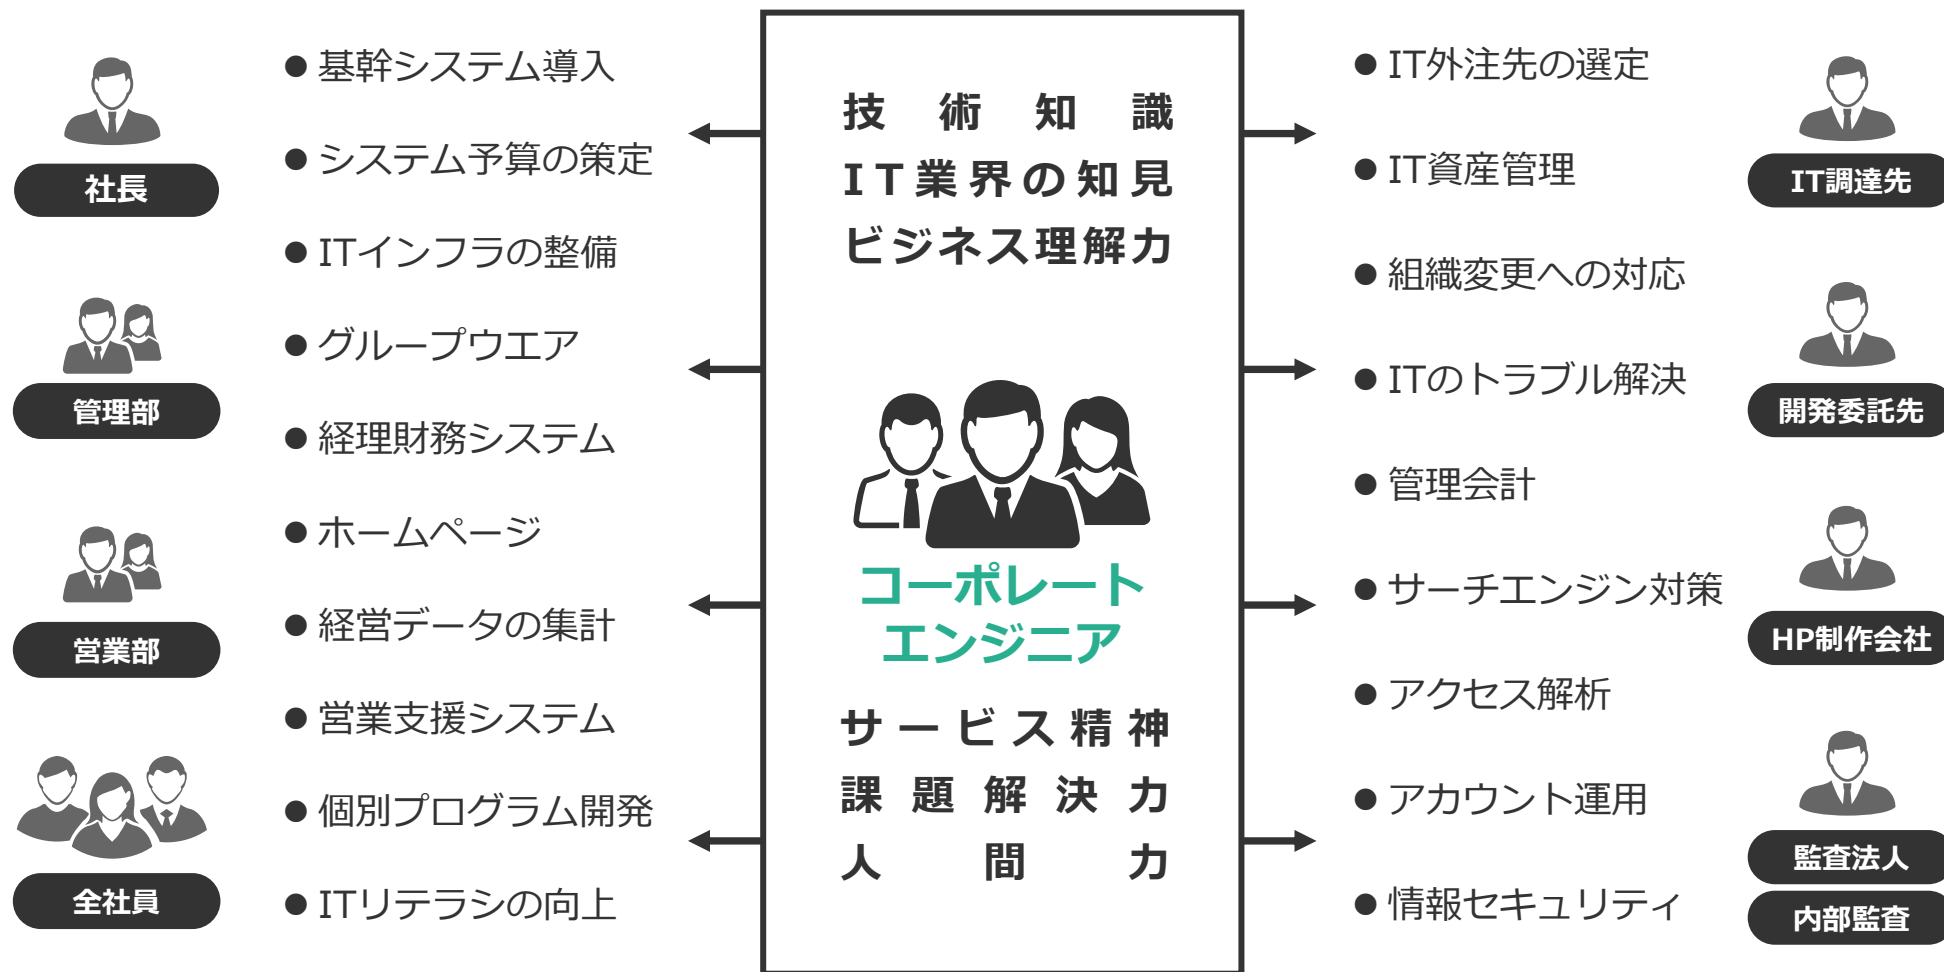 社長
管理部
営業部
全社員
● 基幹システム導入
● システム予算の策定
● ITインフラの整備
● グループウエア
● 経理財務システム
● ホームページ
● 経営データの集計
● 営業支援システム
● 個別プログラム開発
● ITリテラシの向上
技術知識
IT業界の知見
ビジネス理解力
コーポレート
エンジニア
サービス精神
課題解決力
人間力
● IT外注先の選定
● IT資産管理
● 組織変更への対応
● ITのトラブル解決
● 管理会計
● サーチエンジン対策
● アクセス解析
● アカウント運用
● 情報セキュリティ
IT調達先
開発委託先
HP制作会社
監査法人
内部監査